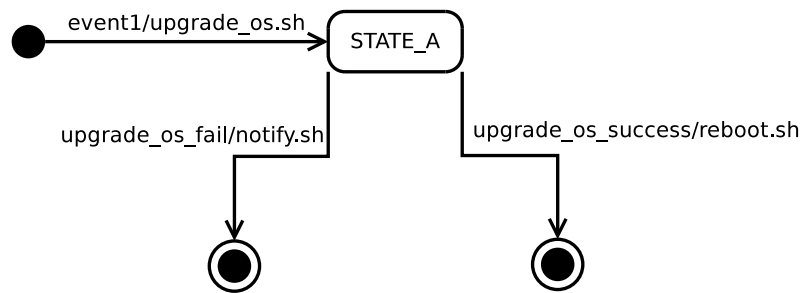 event1/upgrade_os.sh
STATE_A
upgrade_os_fail/notify.sh
upgrade_os_success/reboot.sh